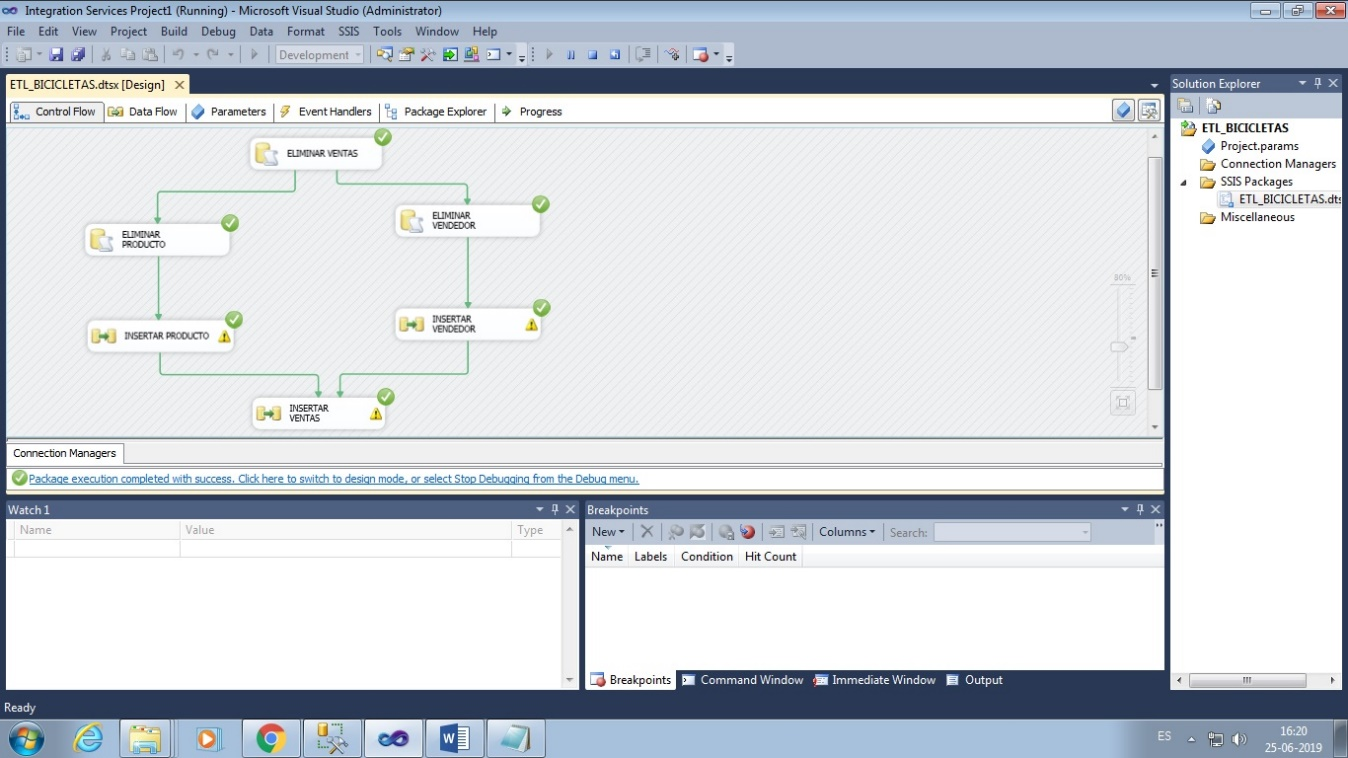 Integration Services Project1 (Running) - Microsoft Visual Studio (Administrator)
File Edit View Project Build Debug Data Format SSIS Tools Window Help
Development
ETL_BICICLETAS.dtsx [Design]
Control Flow Data Flow Parameters Event Handlers Package Explorer Progress
ELIMINAR VENTAS
ELIMINAR
PRODUCTO
ELIMINAR
VENDEDOR
INSERTAR PRODUCTO
INSERTAR
VENDEDOR
INSERTAR
VENTAS
80%
Connection Managers
Package execution completed with success. Click here to switch to design mode, or select Stop Debugging from the Debug menu.
Solution Explorer
ETL_BICICLETAS
Project.params
Connection Managers
SSIS Packages
ETL_BICICLETAS.dts
Miscellaneous
Watch 1
Name Value Type
Breakpoints
New Columns Search:
Name Labels Condition Hit Count
Breakpoints Command Window Immediate Window Output
Ready
ES
16:20
25-06-2019